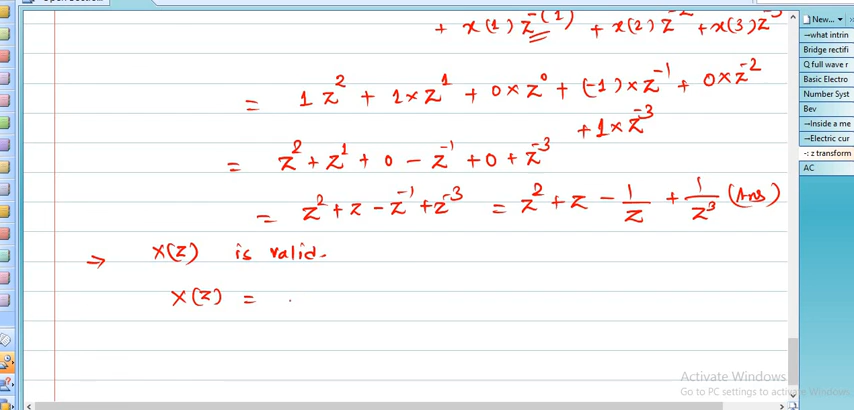 New...
+ x(1) z^-(1) + x(2) z^-2 + x(3) z^-3
= 1 z^2 + 1 × z^1 + 0 × z^0 + (-1) × z^-1 + 0 × z^-2
+ 1 × z^-3
= z^2 + z^1 + 0 - z^-1 + 0 + z^-3
= z^2 + z - z^-1 + z^-3 = z^2 + z - 1/z + 1/z^3 (Ans)
⇒ X(z) is valid.
X(z) =
→what intrin
Bridge rectifi
Q full wave r
Basic Electro
Number Syst
Bev
→Inside a me
→Electric cur
-: z transform
AC
Activate Windows
Go to PC settings to activate Windows.